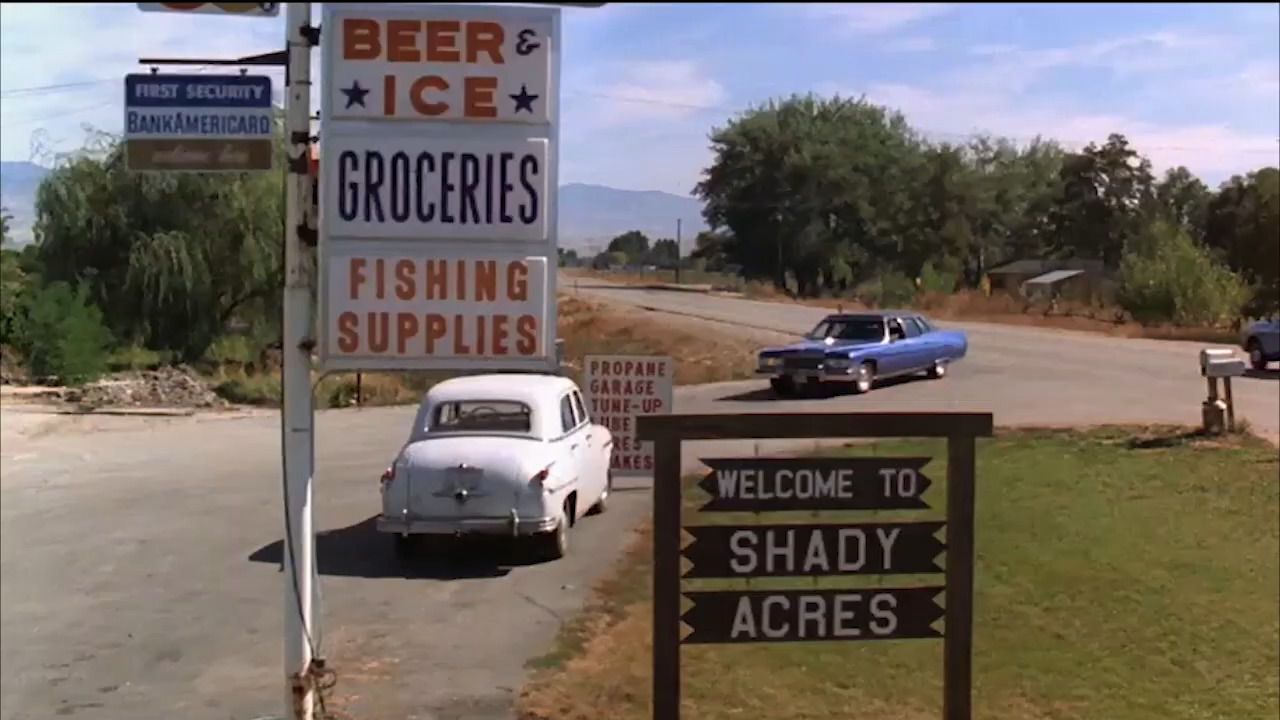 BEER &
ICE
FIRST SECURITY
BANKAMERICARD
GROCERIES
FISHING
SUPPLIES
PROPANE
GARAGE
TUNE-UP
WELCOME TO
SHADY
ACRES